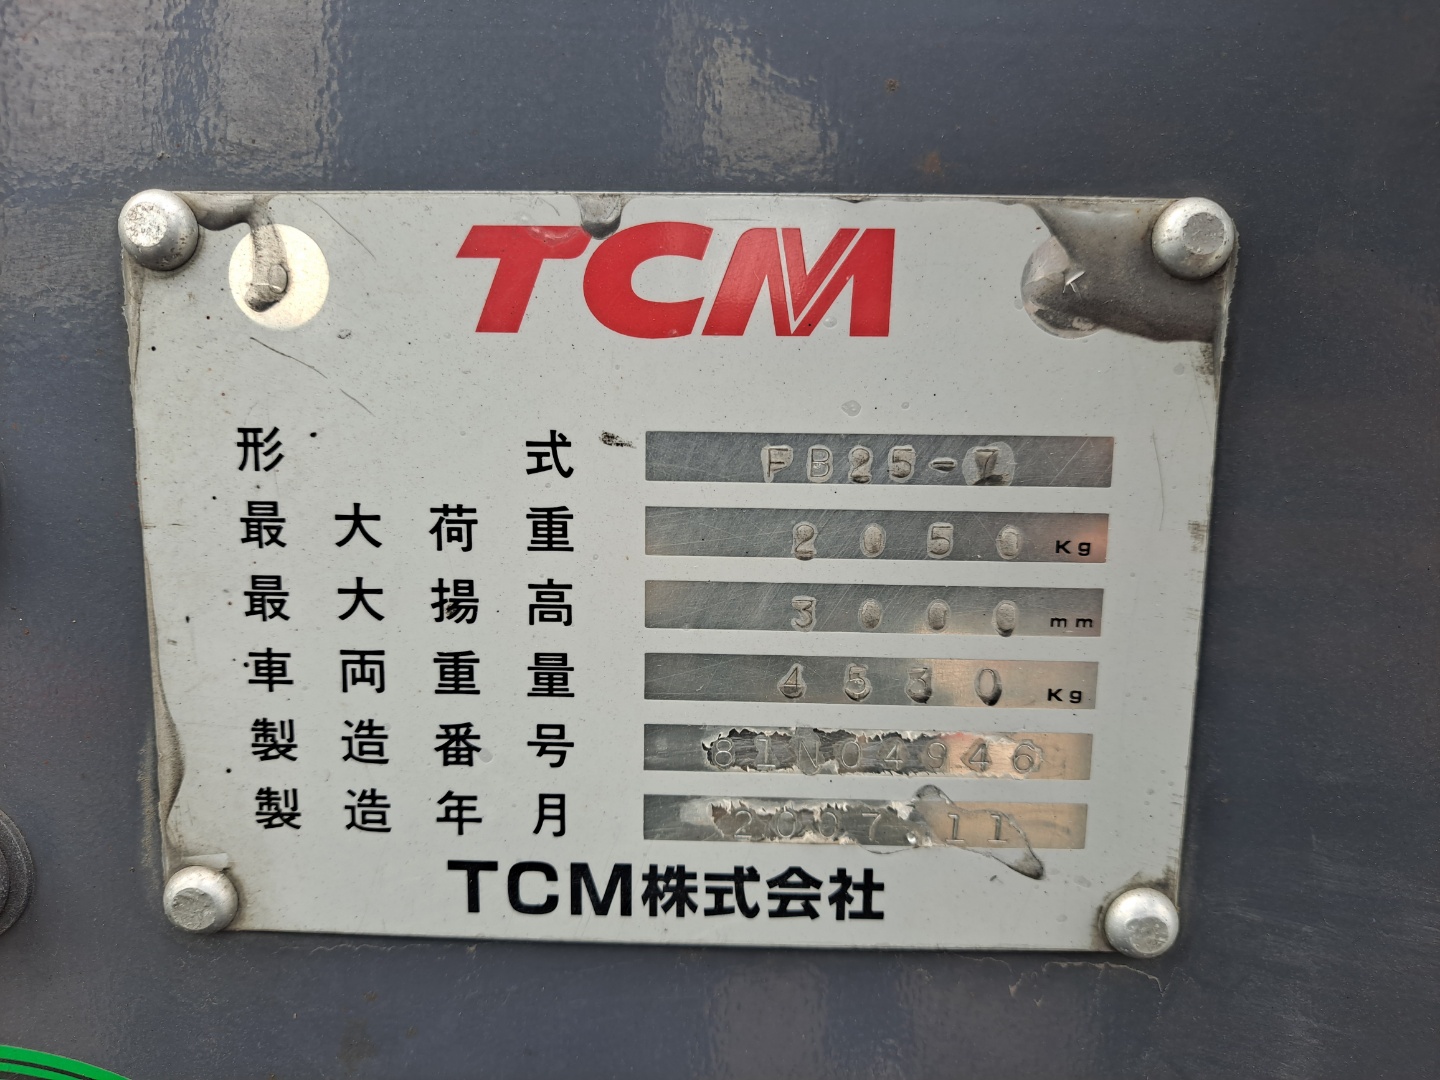 TCM
形式 FB25-7
最大荷重 2050 Kg
最大揚高 3000 mm
車両重量 4530 Kg
製造番号 81N04946
製造年月 2007 11
TCM株式会社